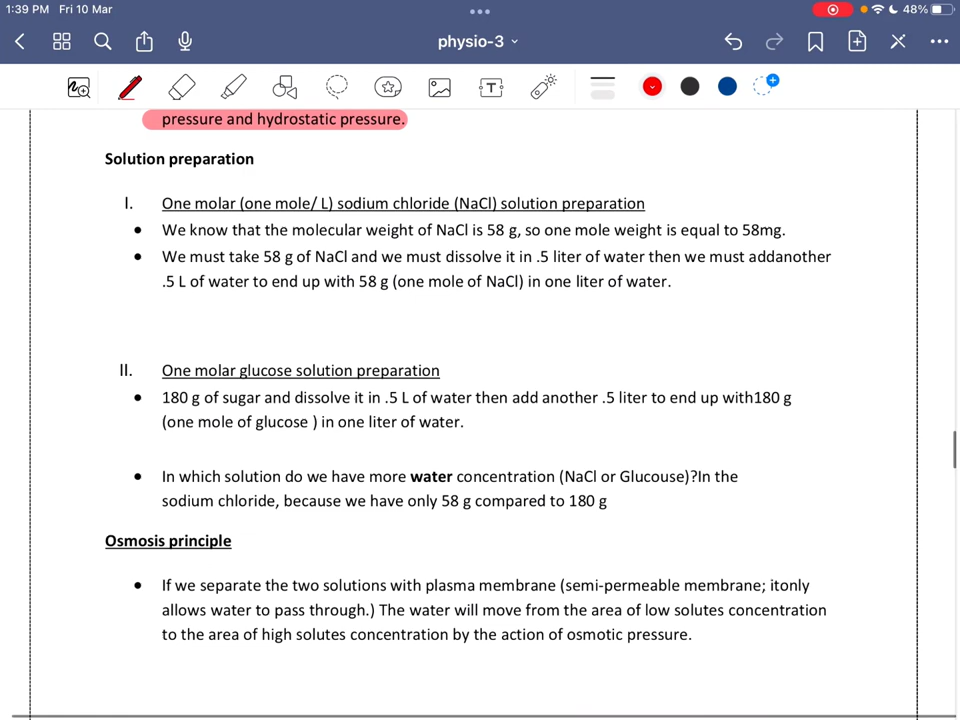 1:39 PM Fri 10 Mar
48%
physio-3
T
pressure and hydrostatic pressure.
Solution preparation
I. One molar (one mole/ L) sodium chloride (NaCl) solution preparation
• We know that the molecular weight of NaCl is 58 g, so one mole weight is equal to 58mg.
• We must take 58 g of NaCl and we must dissolve it in .5 liter of water then we must addanother
.5 L of water to end up with 58 g (one mole of NaCl) in one liter of water.
II. One molar glucose solution preparation
• 180 g of sugar and dissolve it in .5 L of water then add another .5 liter to end up with180 g
(one mole of glucose ) in one liter of water.
• In which solution do we have more water concentration (NaCl or Glucouse)?In the
sodium chloride, because we have only 58 g compared to 180 g
Osmosis principle
• If we separate the two solutions with plasma membrane (semi-permeable membrane; itonly
allows water to pass through.) The water will move from the area of low solutes concentration
to the area of high solutes concentration by the action of osmotic pressure.